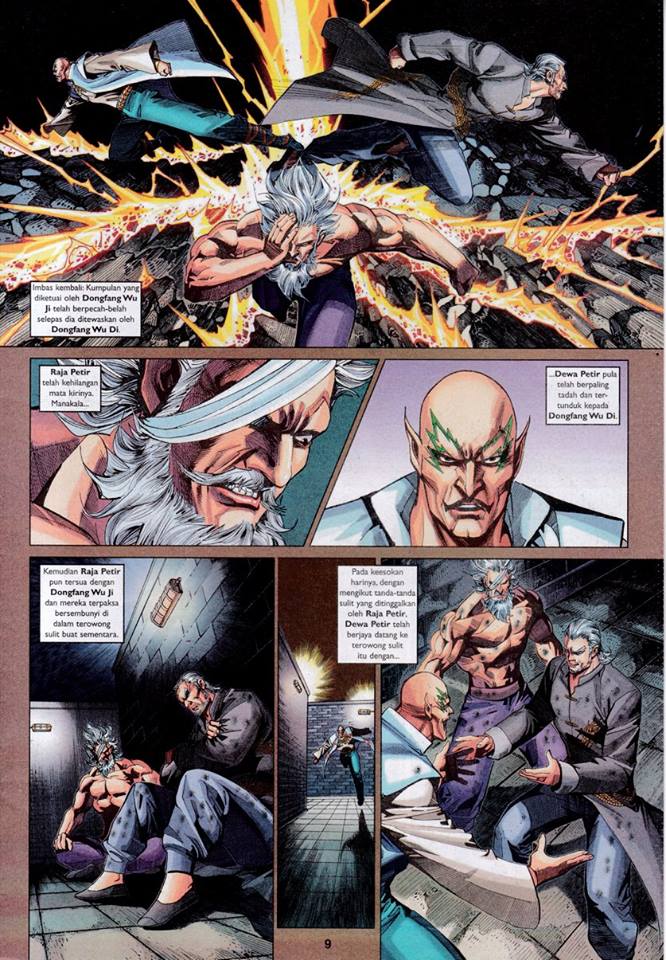 Imbas kembali: Kumpulan yang
diketuai oleh Dongfang Wu
Ji telah berpecah-belah
selepas dia ditewaskan oleh
Dongfang Wu Di.
Raja Petir
telah kehilangan
mata kirinya.
Manakala...
...Dewa Petir pula
telah berpaling
tadah dan ter-
tunduk kepada
Dongfang Wu Di.
Kemudian Raja Petir
pun tersua dengan
Dongfang Wu Ji
dan mereka terpaksa
bersembunyi di
dalam terowong
sulit buat sementara.
Pada keesokan
harinya, dengan
mengikut tanda-tanda
sulit yang ditinggalkan
oleh Raja Petir,
Dewa Petir telah
berjaya datang ke
terowong sulit
itu dengan...
9